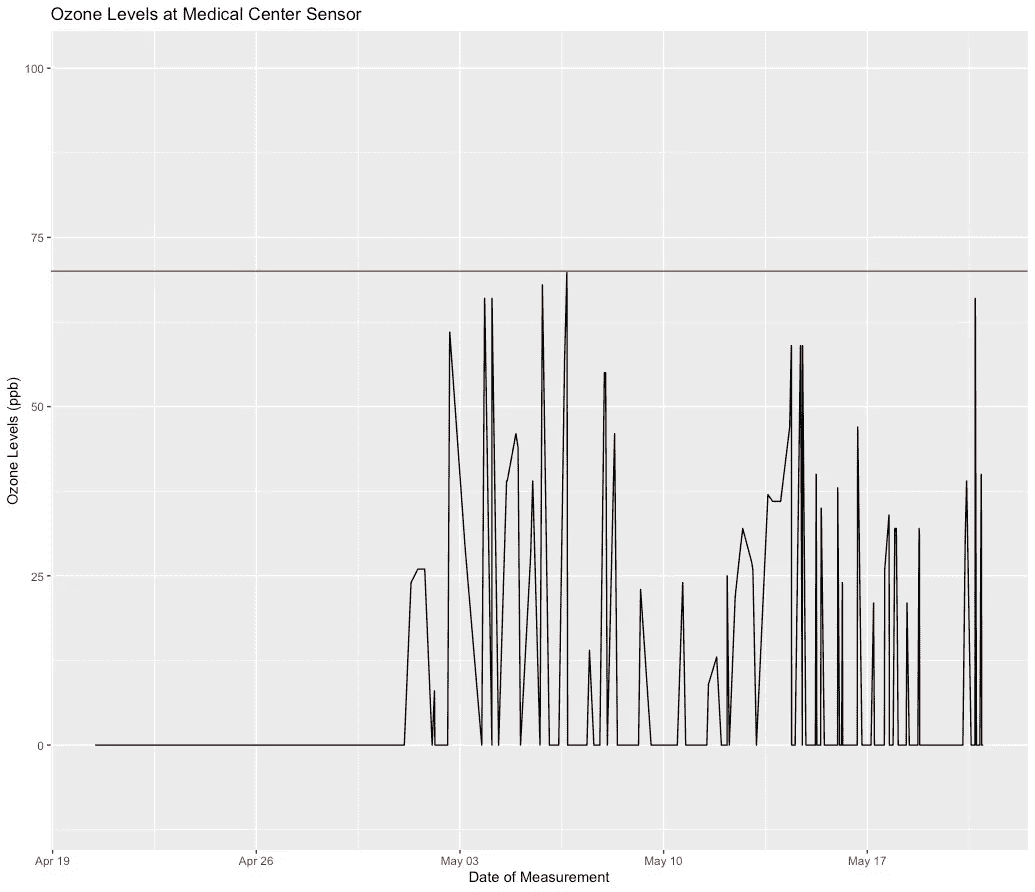 Ozone Levels at Medical Center Sensor
100
75
50
25
0
Ozone Levels (ppb)
Apr 19
Apr 26
May 03
May 10
May 17
Date of Measurement